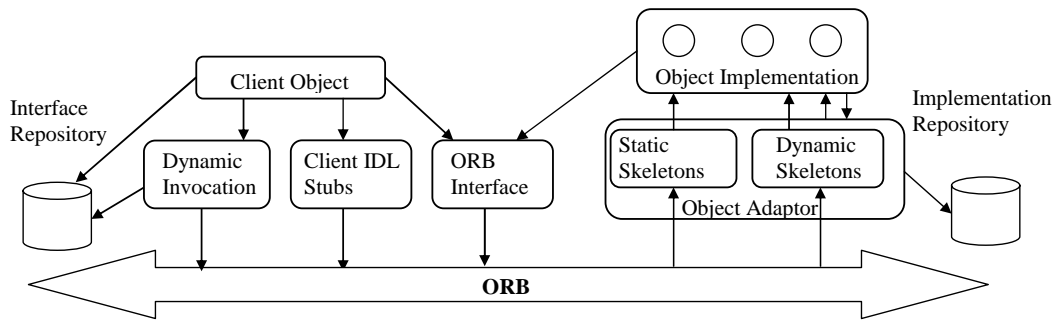 Client Object
Object Implementation
Interface
Repository
Implementation
Repository
Dynamic
Invocation
Client IDL
Stubs
ORB
Interface
Static
Skeletons
Dynamic
Skeletons
Object Adaptor
ORB